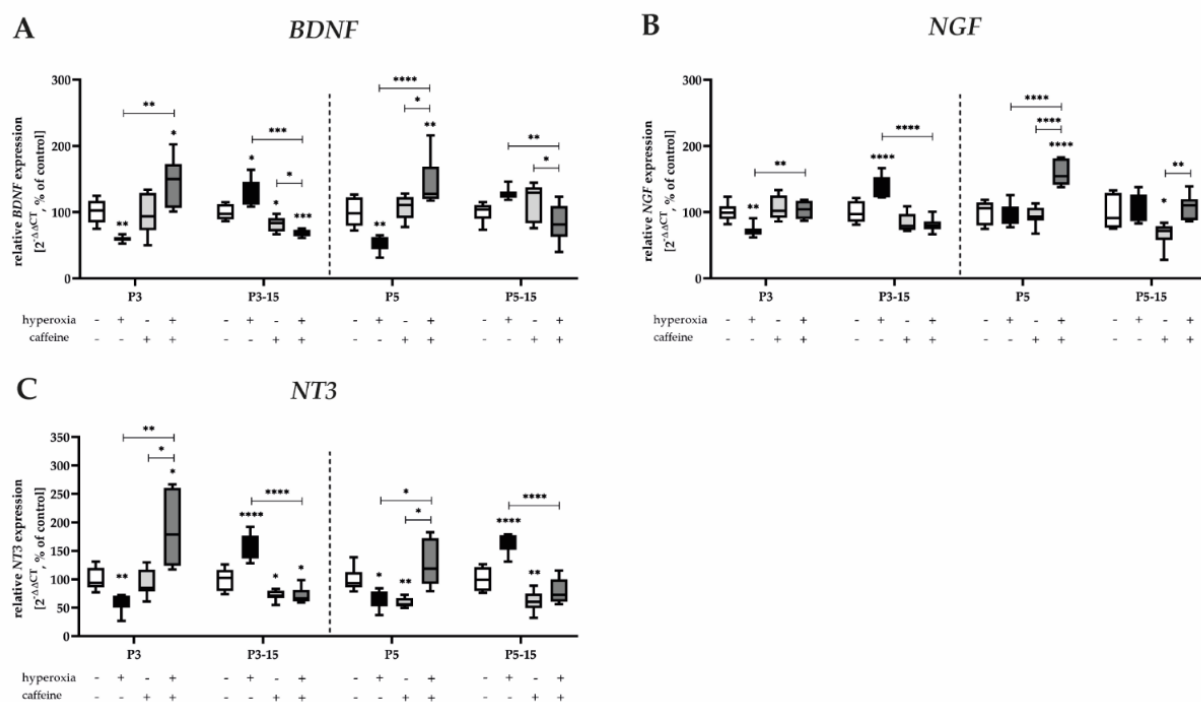 A
BDNF
relative BDNF expression
[2^-ΔΔCT, % of control]
300
200
100
0
**
*
**
***
*
*
*
***
****
*
**
**
**
*
P3
P3-15
P5
P5-15
hyperoxia - + - + - + - + - + - + - + - +
caffeine - - + + - - + + - - + + - - + +
B
NGF
relative NGF expression
[2^-ΔΔCT, % of control]
300
200
100
0
**
**
****
****
****
****
****
**
*
P3
P3-15
P5
P5-15
hyperoxia - + - + - + - + - + - + - + - +
caffeine - - + + - - + + - - + + - - + +
C
NT3
relative NT3 expression
[2^-ΔΔCT, % of control]
350
300
250
200
150
100
50
0
**
*
*
**
****
****
*
*
*
*
*
**
****
****
**
P3
P3-15
P5
P5-15
hyperoxia - + - + - + - + - + - + - + - +
caffeine - - + + - - + + - - + + - - + +